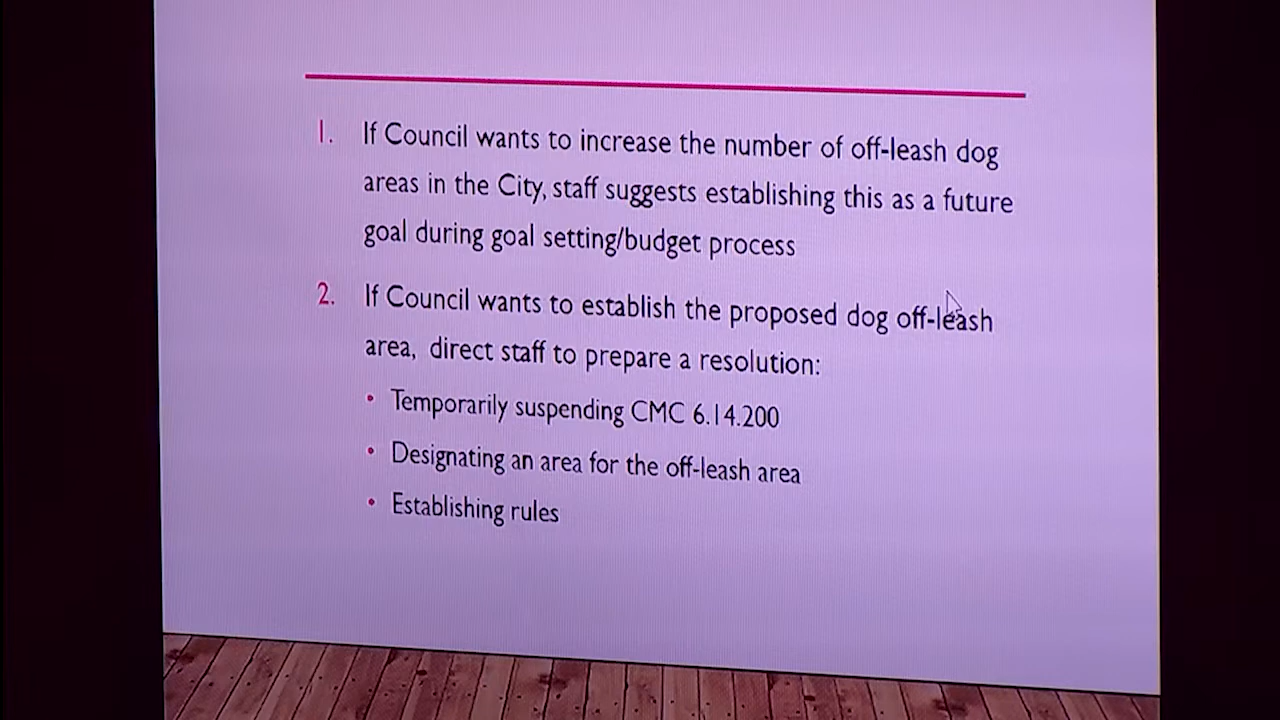 1. If Council wants to increase the number of off-leash dog
areas in the City, staff suggests establishing this as a future
goal during goal setting/budget process
2. If Council wants to establish the proposed dog off-leash
area, direct staff to prepare a resolution:
• Temporarily suspending CMC 6.14.200
• Designating an area for the off-leash area
• Establishing rules